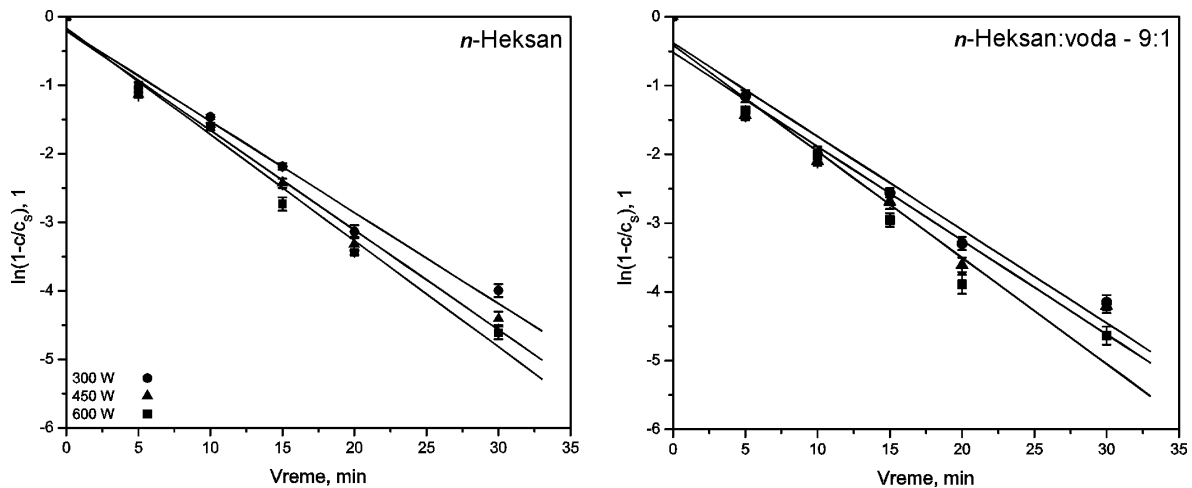 n-Heksan
0
-1
-2
-3
-4
-5
-6
ln(1-c/cs), 1
300 W
450 W
600 W
0 5 10 15 20 25 30 35
Vreme, min
n-Heksan:voda - 9:1
0
-1
-2
-3
-4
-5
-6
ln(1-c/cs), 1
0 5 10 15 20 25 30 35
Vreme, min